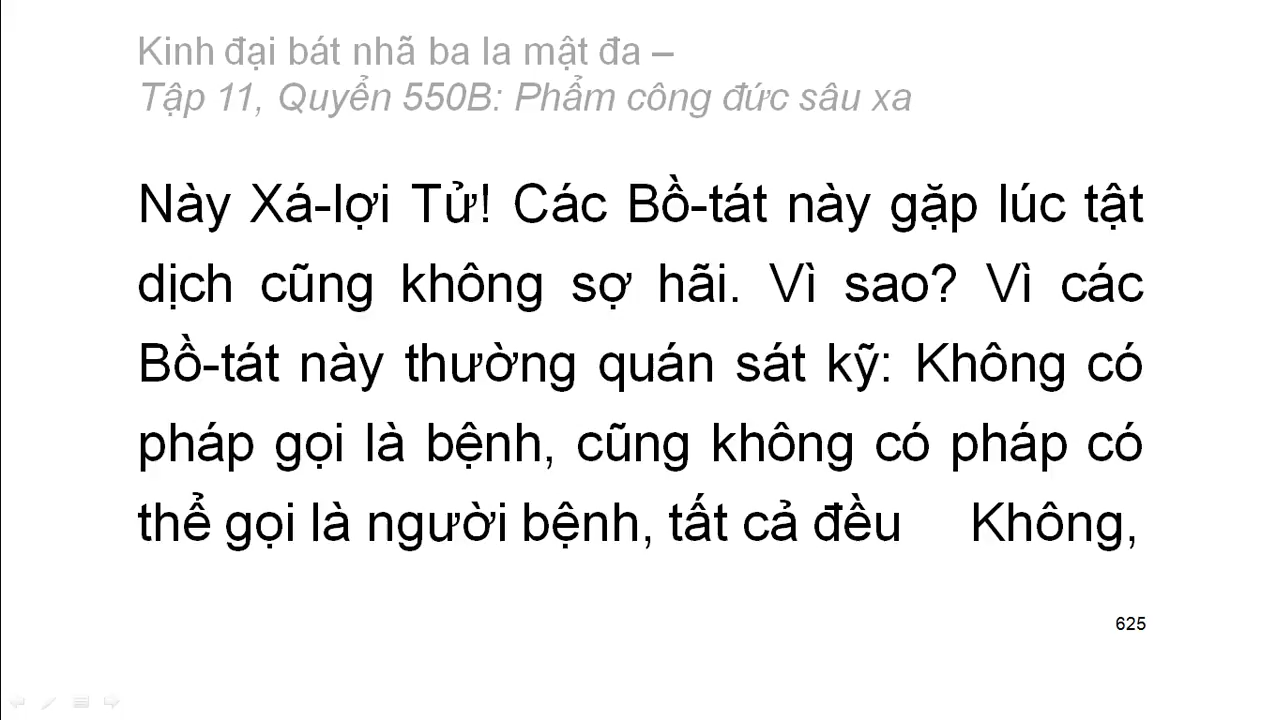 Kinh đại bát nhã ba la mật đa –
Tập 11, Quyển 550B: Phẩm công đức sâu xa
Này Xá-lợi Tử! Các Bồ-tát này gặp lúc tật
dịch cũng không sợ hãi. Vì sao? Vì các
Bồ-tát này thường quán sát kỹ: Không có
pháp gọi là bệnh, cũng không có pháp có
thể gọi là người bệnh, tất cả đều Không,
625